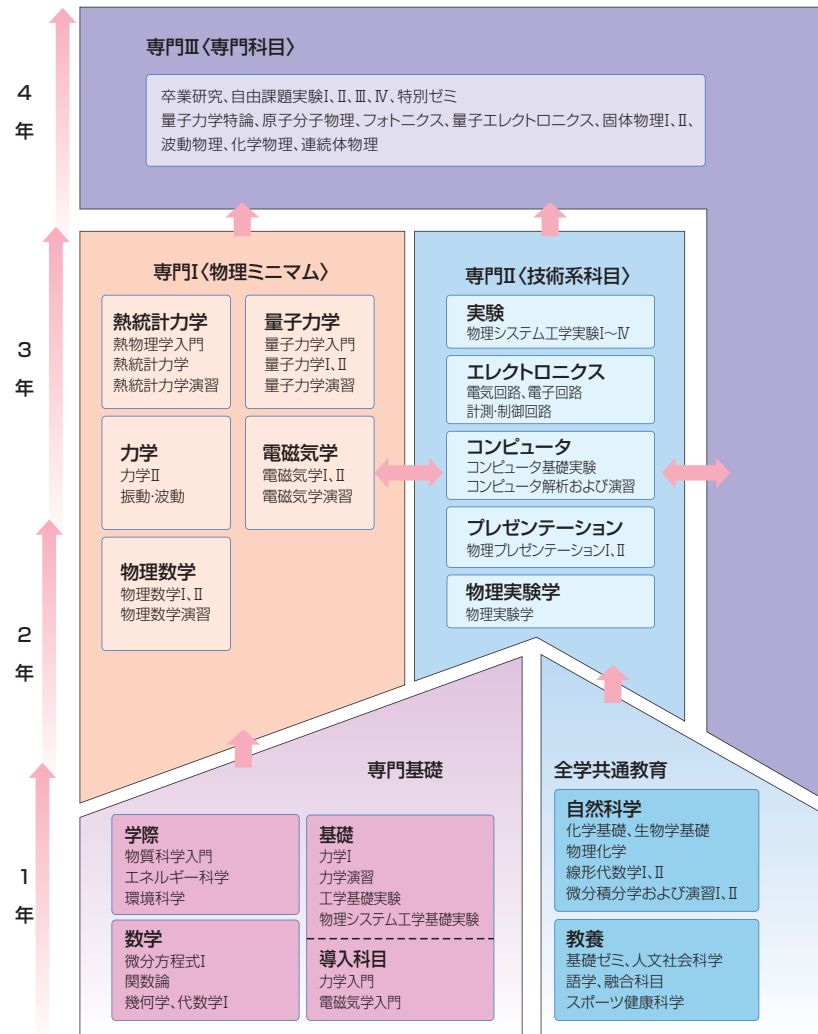 4
年
専門Ⅲ〈専門科目〉
卒業研究、自由課題実験Ⅰ、Ⅱ、Ⅲ、Ⅳ、特別ゼミ
量子力学特論、原子分子物理、フォトニクス、量子エレクトロニクス、固体物理Ⅰ、Ⅱ、
波動物理、化学物理、連続体物理
3
年
専門Ⅰ〈物理ミニマム〉
熱統計力学
熱物理学入門
熱統計力学
熱統計力学演習
量子力学
量子力学入門
量子力学Ⅰ、Ⅱ
量子力学演習
力学
力学Ⅱ
振動・波動
電磁気学
電磁気学Ⅰ、Ⅱ
電磁気学演習
物理数学
物理数学Ⅰ、Ⅱ
物理数学演習
専門Ⅱ〈技術系科目〉
実験
物理システム工学実験Ⅰ〜Ⅳ
エレクトロニクス
電気回路、電子回路
計測・制御回路
コンピュータ
コンピュータ基礎実験
コンピュータ解析および演習
プレゼンテーション
物理プレゼンテーションⅠ、Ⅱ
物理実験学
物理実験学
2
年
1
年
専門基礎
学際
物質科学入門
エネルギー科学
環境科学
数学
微分方程式Ⅰ
関数論
幾何学、代数学Ⅰ
基礎
力学Ⅰ
力学演習
工学基礎実験
物理システム工学基礎実験
導入科目
力学入門
電磁気学入門
全学共通教育
自然科学
化学基礎、生物学基礎
物理化学
線形代数学Ⅰ、Ⅱ
微分積分学および演習Ⅰ、Ⅱ
教養
基礎ゼミ、人文社会科学
語学、融合科目
スポーツ健康科学